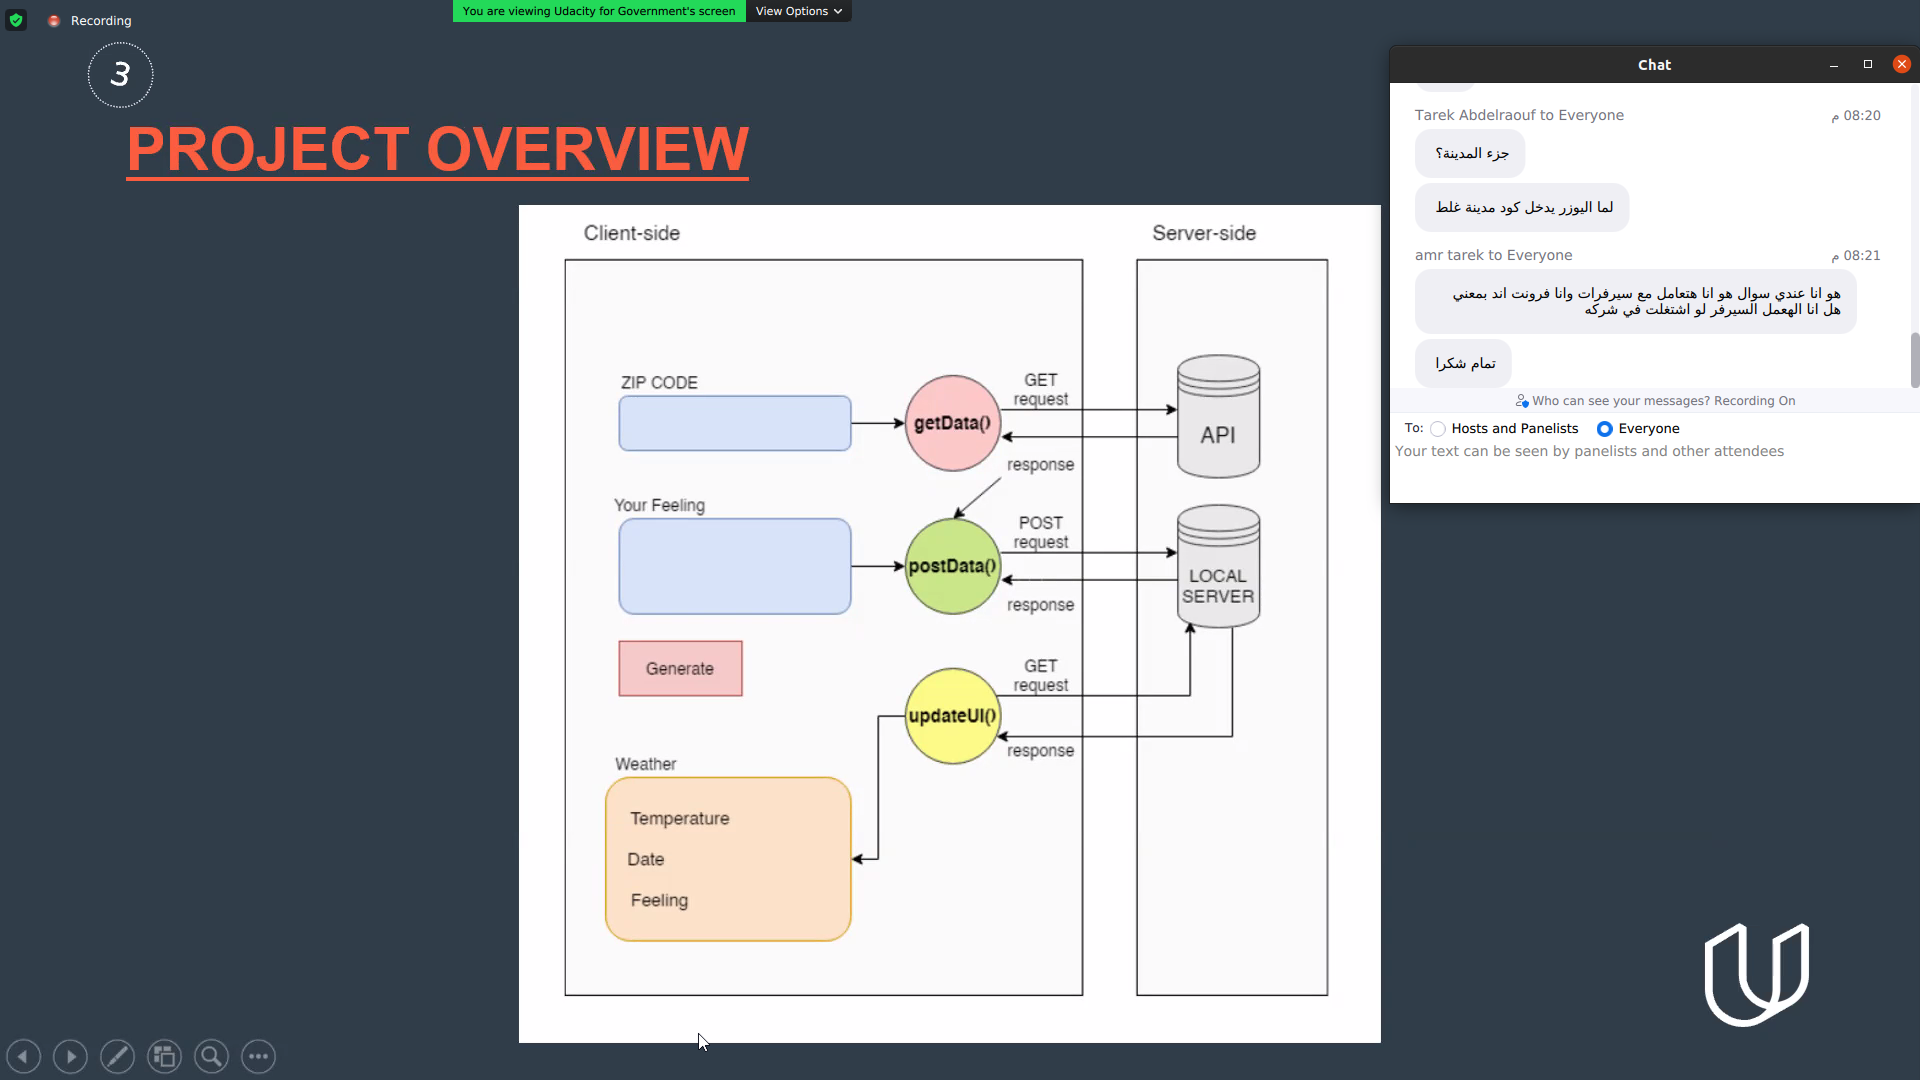 Recording
You are viewing Udacity for Government's screen
View Options
3
PROJECT OVERVIEW
Client-side
Server-side
ZIP CODE
getData()
GET
request
response
API
Your Feeling
postData()
POST
request
response
LOCAL
SERVER
Generate
updateUI()
GET
request
response
Weather
Temperature
Date
Feeling
Chat
Tarek Abdelraouf to Everyone
08:20 م
جزء المدينة؟
لما اليوزر يدخل كود مدينة غلط
amr tarek to Everyone
08:21 م
هو انا عندي سوال هو انا هتعامل مع سيرفرات وانا فرونت اند بمعني
هل انا الهعمل السيرفر لو اشتغلت في شركه
تمام شكرا
Who can see your messages? Recording On
To: Hosts and Panelists Everyone
Your text can be seen by panelists and other attendees